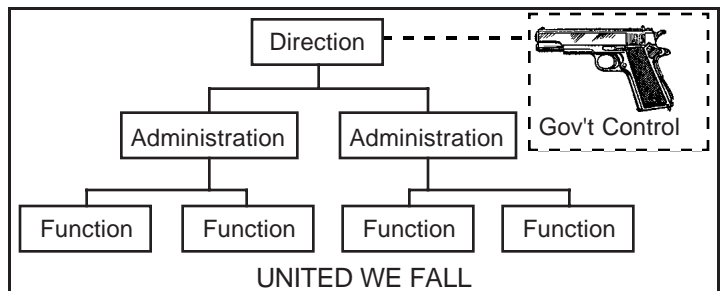 Direction
Gov't Control
Administration
Administration
Function
Function
Function
Function
UNITED WE FALL